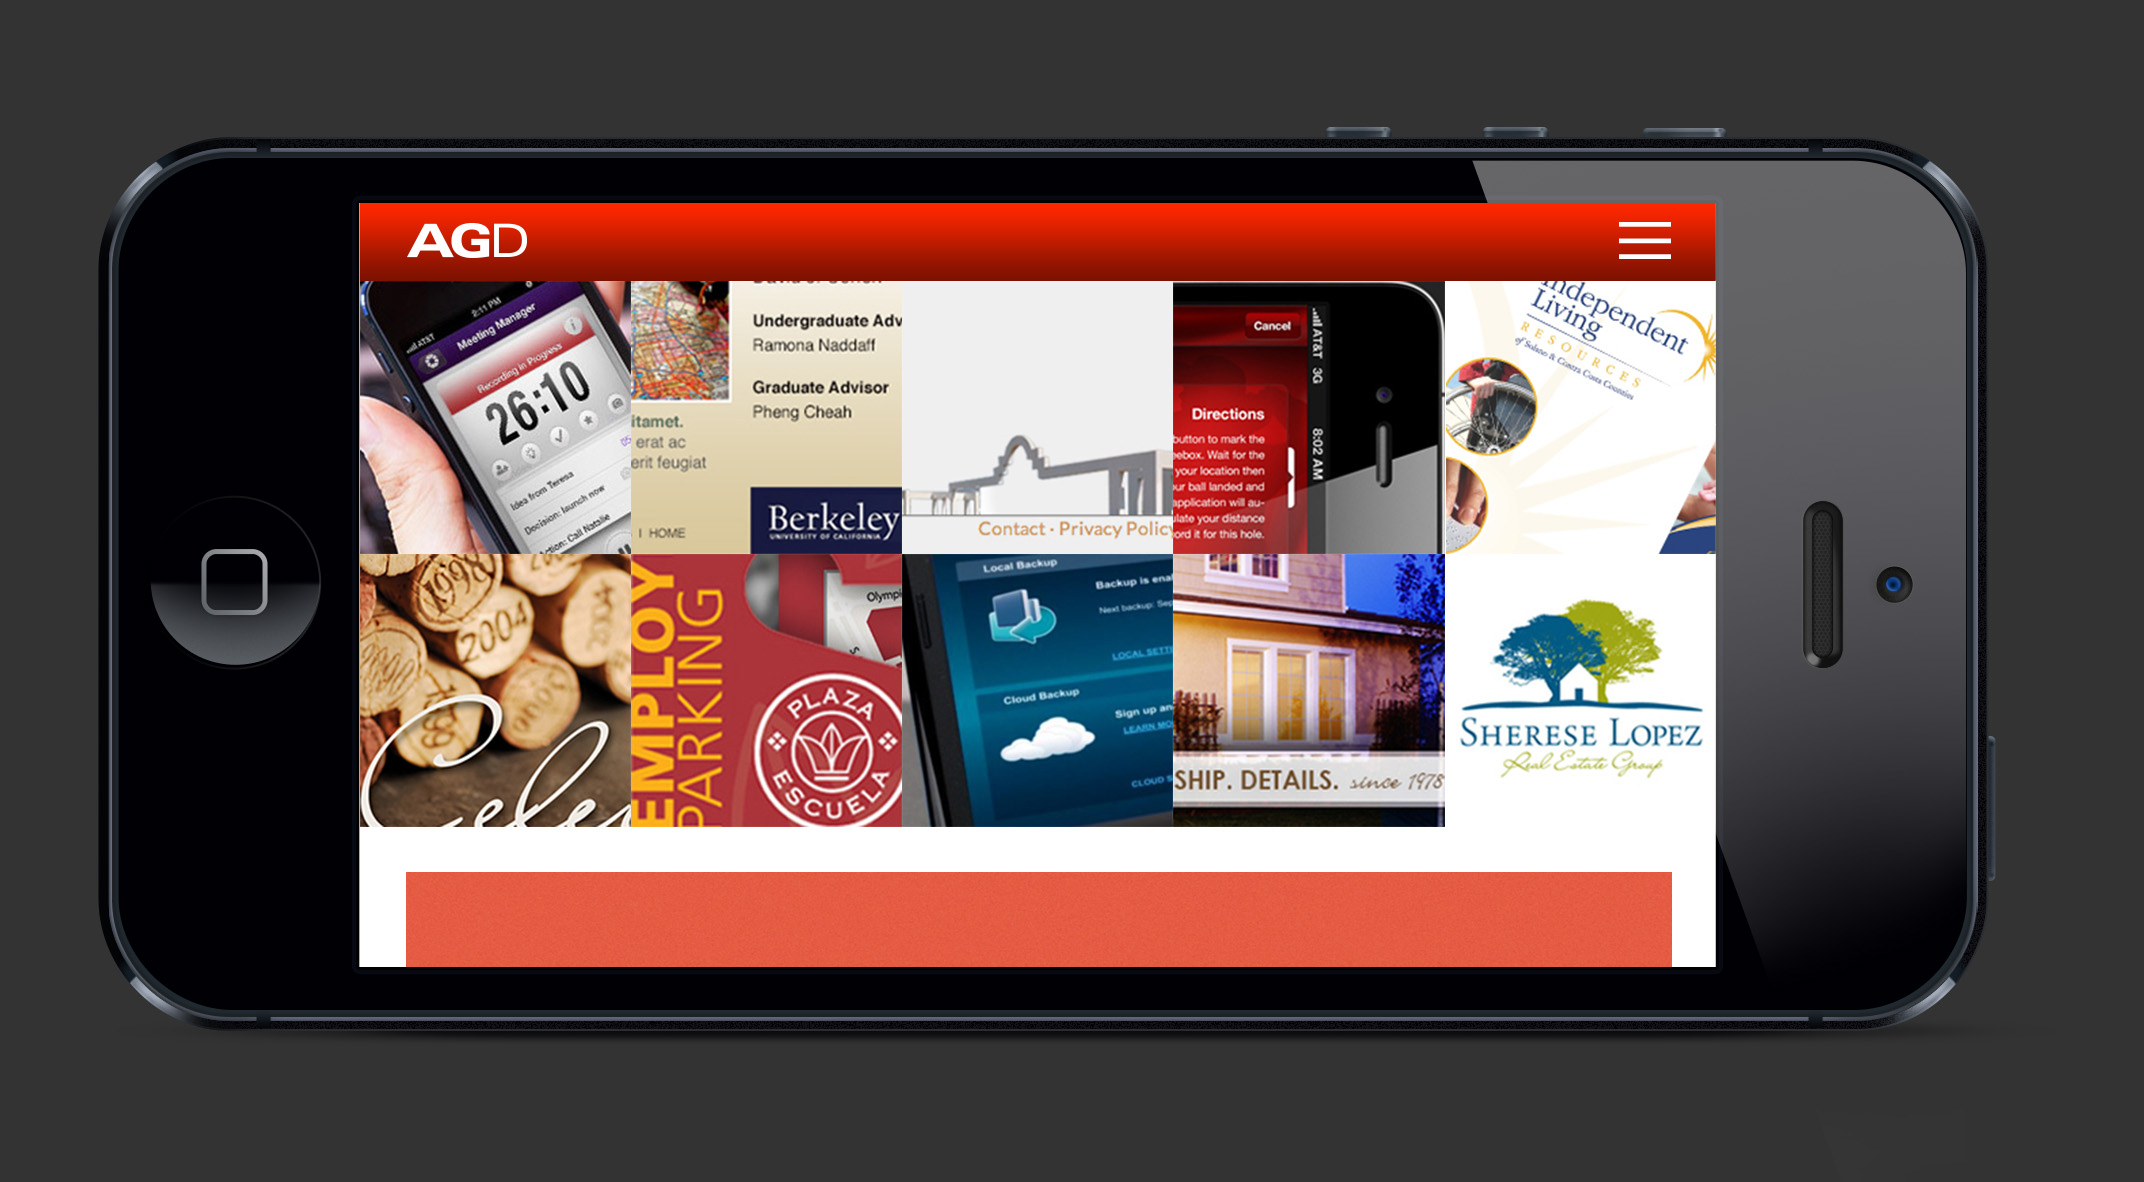 AGD
2:11 PM
AT&T
Meeting Manager
Recording in Progress
26:10
Idea from Teresa
Decision: launch now
Action: Call Natalie
itamet.
erat ac
erit feugiat
Undergraduate Adv
Ramona Naddaff
Graduate Advisor
Pheng Cheah
| HOME
Berkeley
UNIVERSITY OF CALIFORNIA
Contact · Privacy Policy
Cancel
AT&T 3G
8:02 AM
Directions
button to mark the
ebox. Wait for the
your location then
ur ball landed and
application will au-
late your distance
ord it for this hole.
Independent
Living
RESOURCES
of Solano & Contra Costa Counties
1998
2004
2004
Celeb
EMPLOY
PARKING
Olympi
PLAZA
ESCUELA
Local Backup
Backup is ena
Next backup: Sep
LOCAL SETTI
Cloud Backup
Sign up an
LEARN MO
CLOUD S
SHIP. DETAILS. since 1978
SHERESE LOPEZ
Real Estate Group